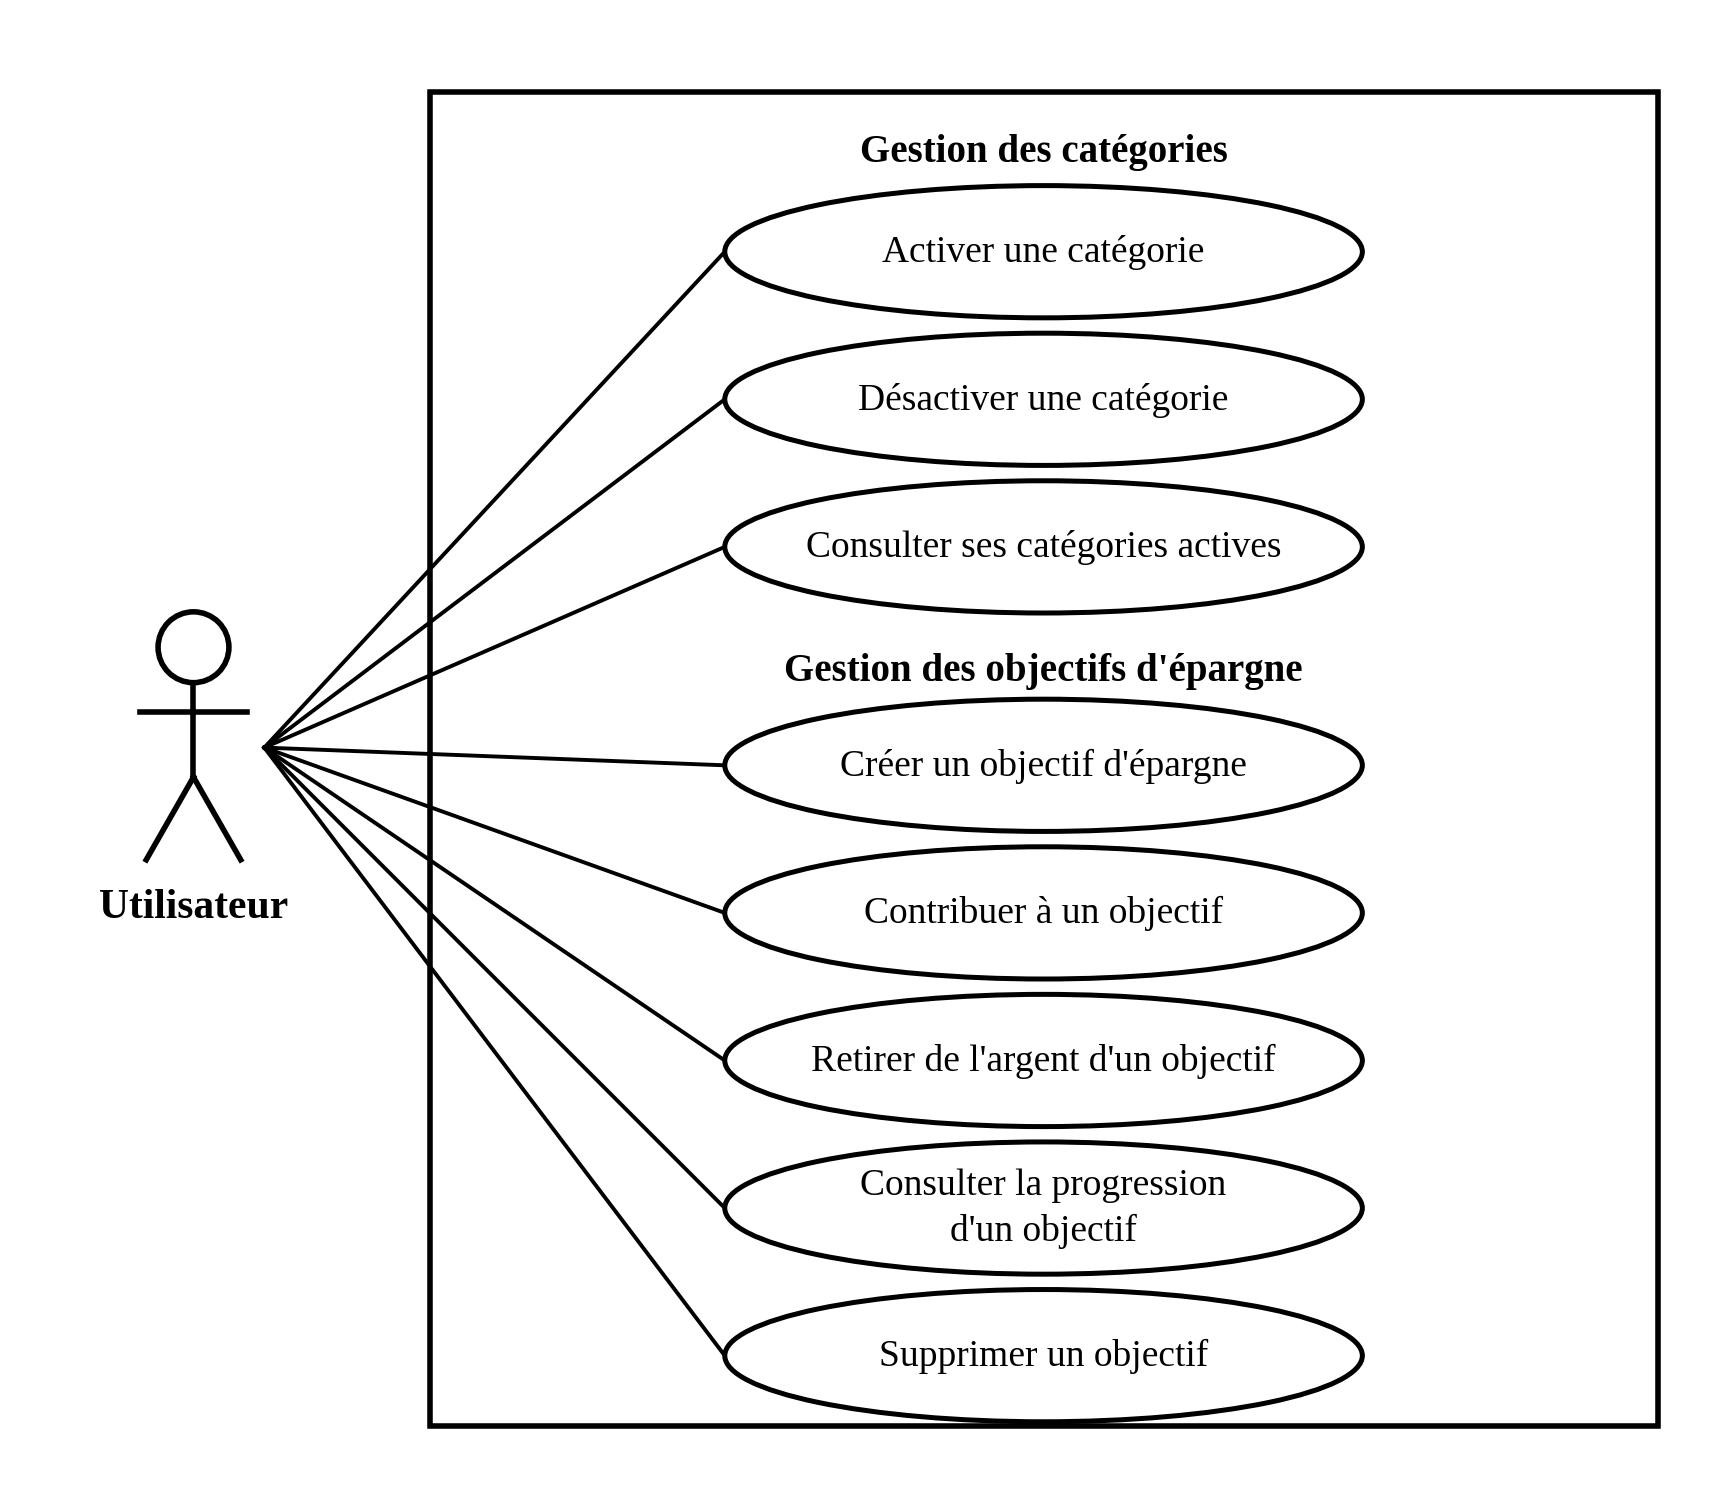 Gestion des catégories
Activer une catégorie
Désactiver une catégorie
Consulter ses catégories actives
Gestion des objectifs d'épargne
Créer un objectif d'épargne
Contribuer à un objectif
Retirer de l'argent d'un objectif
Consulter la progression
d'un objectif
Supprimer un objectif
Utilisateur